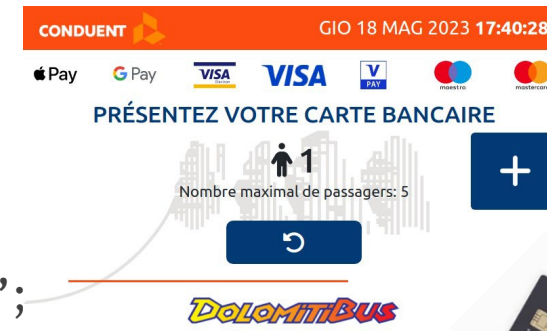 CONDUENT GIO 18 MAG 2023 17:40:28
Pay G Pay VISA Electron VISA V PAY maestro mastercard
PRÉSENTEZ VOTRE CARTE BANCAIRE
1
Nombre maximal de passagers: 5
+
";
DOLOMITIBUS